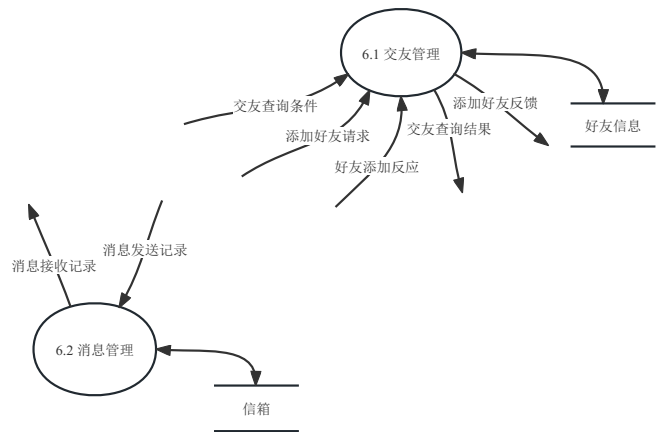 6.1 交友管理
交友查询条件
添加好友反馈
好友信息
交友查询结果
添加好友请求
好友添加反应
消息发送记录
消息接收记录
6.2 消息管理
信箱